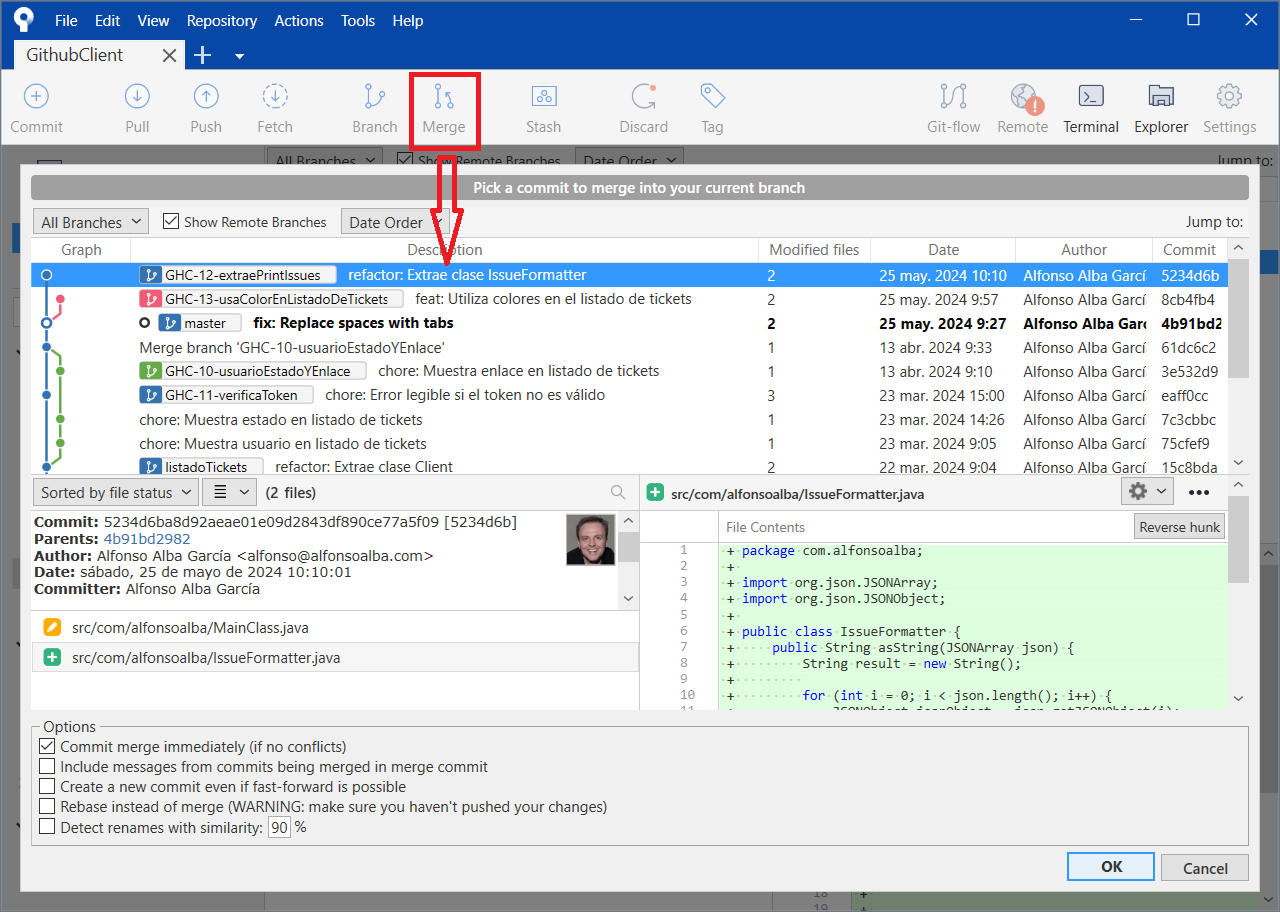 File Edit View Repository Actions Tools Help
GithubClient
Commit Pull Push Fetch Branch Merge Stash Discard Tag Git-flow Remote Terminal Explorer Settings
All Branches Show Remote Branches Date Order Jump to:
Pick a commit to merge into your current branch
All Branches Show Remote Branches Date Order Jump to:
Graph Description Modified files Date Author Commit
GHC-12-extraePrintIssues refactor: Extrae clase IssueFormatter 2 25 may. 2024 10:10 Alfonso Alba Garcí 5234d6b
GHC-13-usaColorEnListadoDeTickets feat: Utiliza colores en el listado de tickets 2 25 may. 2024 9:57 Alfonso Alba Garcí 8cb4fb4
master fix: Replace spaces with tabs 2 25 may. 2024 9:27 Alfonso Alba Garc 4b91bd2
Merge branch 'GHC-10-usuarioEstadoYEnlace' 1 13 abr. 2024 9:33 Alfonso Alba Garcí 61dc6c2
GHC-10-usuarioEstadoYEnlace chore: Muestra enlace en listado de tickets 1 13 abr. 2024 9:10 Alfonso Alba Garcí 3e532d9
GHC-11-verificaToken chore: Error legible si el token no es válido 3 23 mar. 2024 15:00 Alfonso Alba Garcí eaff0cc
chore: Muestra estado en listado de tickets 1 23 mar. 2024 14:26 Alfonso Alba Garcí 7c3cbbc
chore: Muestra usuario en listado de tickets 1 23 mar. 2024 9:05 Alfonso Alba Garcí 75cfef9
listadoTickets refactor: Extrae clase Client 2 22 mar. 2024 9:04 Alfonso Alba Garcí 15c8bda
Sorted by file status (2 files)
Commit: 5234d6ba8d92aeae01e09d2843df890ce77a5f09 [5234d6b]
Parents: 4b91bd2982
Author: Alfonso Alba García <alfonso@alfonsoalba.com>
Date: sábado, 25 de mayo de 2024 10:10:01
Committer: Alfonso Alba García
src/com/alfonsoalba/MainClass.java
src/com/alfonsoalba/IssueFormatter.java
src/com/alfonsoalba/IssueFormatter.java
File Contents Reverse hunk
1 + package com.alfonsoalba;
2 +
3 + import org.json.JSONArray;
4 + import org.json.JSONObject;
5 +
6 + public class IssueFormatter {
7 + public String asString(JSONArray json) {
8 + String result = new String();
9 +
10 + for (int i = 0; i < json.length(); i++) {
Options
Commit merge immediately (if no conflicts)
Include messages from commits being merged in merge commit
Create a new commit even if fast-forward is possible
Rebase instead of merge (WARNING: make sure you haven't pushed your changes)
Detect renames with similarity: 90 %
OK Cancel
18 +
19 +